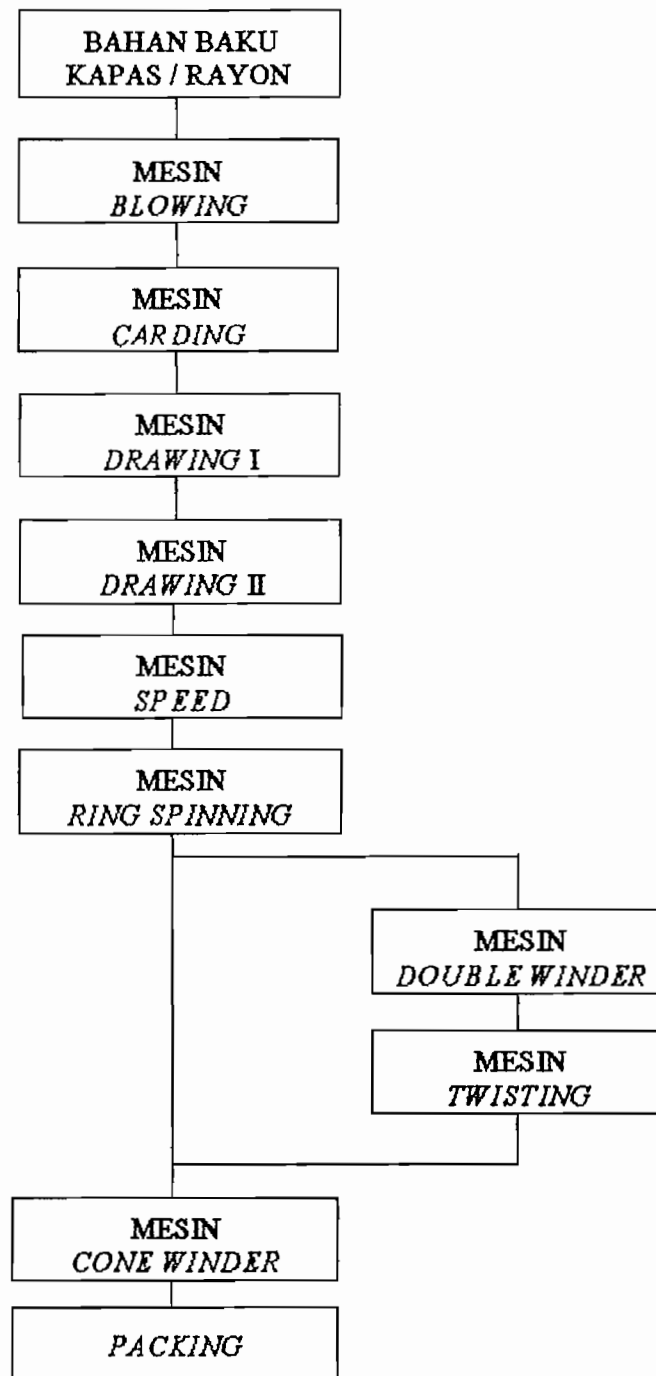 BAHAN BAKU
KAPAS / RAYON
MESIN
BLOWING
MESIN
CARDING
MESIN
DRAWING I
MESIN
DRAWING II
MESIN
SPEED
MESIN
RING SPINNING
MESIN
DOUBLE WINDER
MESIN
TWISTING
MESIN
CONE WINDER
PACKING